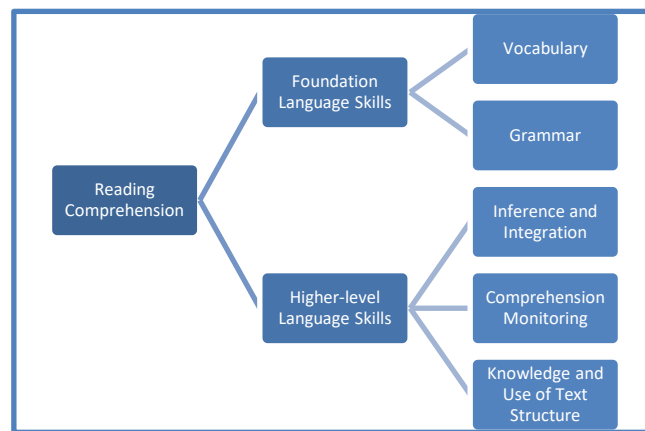 Reading
Comprehension
Foundation
Language Skills
Vocabulary
Grammar
Higher-level
Language Skills
Inference and
Integration
Comprehension
Monitoring
Knowledge and
Use of Text
Structure